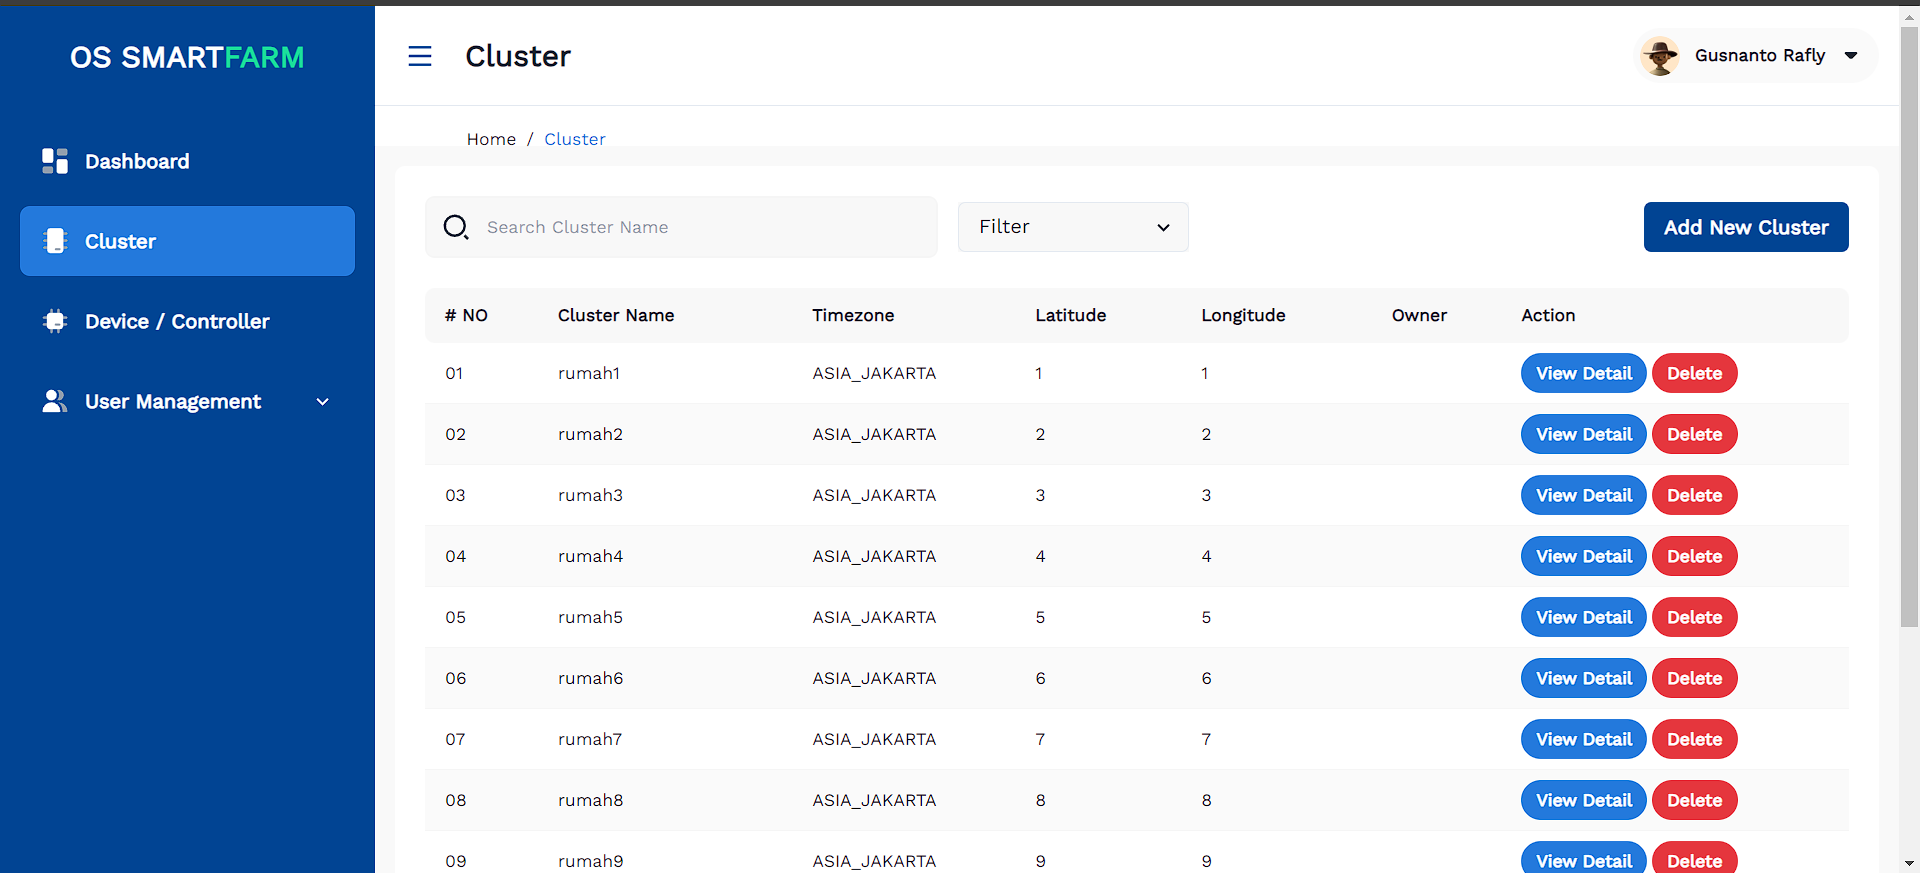 OS SMARTFARM
Dashboard
Cluster
Device / Controller
User Management
Cluster
Gusnanto Rafly
Home / Cluster
Search Cluster Name
Filter
Add New Cluster
# NO Cluster Name Timezone Latitude Longitude Owner Action
01 rumah1 ASIA_JAKARTA 1 1 View Detail Delete
02 rumah2 ASIA_JAKARTA 2 2 View Detail Delete
03 rumah3 ASIA_JAKARTA 3 3 View Detail Delete
04 rumah4 ASIA_JAKARTA 4 4 View Detail Delete
05 rumah5 ASIA_JAKARTA 5 5 View Detail Delete
06 rumah6 ASIA_JAKARTA 6 6 View Detail Delete
07 rumah7 ASIA_JAKARTA 7 7 View Detail Delete
08 rumah8 ASIA_JAKARTA 8 8 View Detail Delete
09 rumah9 ASIA_JAKARTA 9 9 View Detail Delete